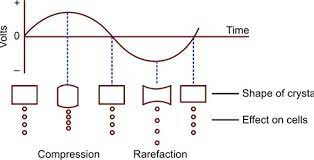 +
Volts
0
Time
–
Shape of crysta
Effect on cells
Compression Rarefaction